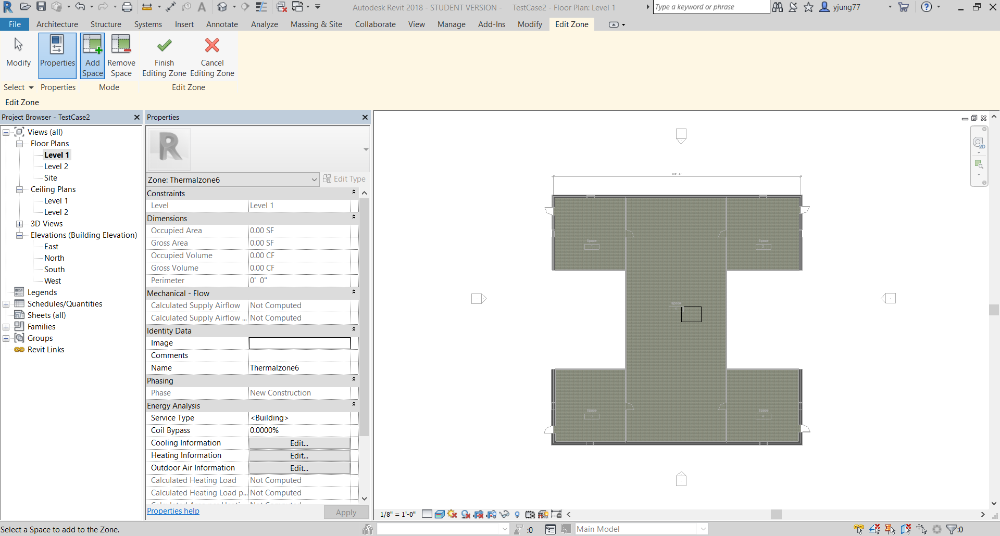 Autodesk Revit 2018 - STUDENT VERSION - TestCase2 - Floor Plan: Level 1
Type a keyword or phrase
yjung77
File Architecture Structure Systems Insert Annotate Analyze Massing & Site Collaborate View Manage Add-Ins Modify Edit Zone
Modify
Properties
Add Space
Remove Space
Finish Editing Zone
Cancel Editing Zone
Select Properties Mode Edit Zone
Edit Zone
Project Browser - TestCase2
Views (all)
Floor Plans
Level 1
Level 2
Site
Ceiling Plans
Level 1
Level 2
3D Views
Elevations (Building Elevation)
East
North
South
West
Legends
Schedules/Quantities
Sheets (all)
Families
Groups
Revit Links
Properties
R
Zone: Thermalzone6
Edit Type
Constraints
Level Level 1
Dimensions
Occupied Area 0.00 SF
Gross Area 0.00 SF
Occupied Volume 0.00 CF
Gross Volume 0.00 CF
Perimeter 0' 0"
Mechanical - Flow
Calculated Supply Airflow Not Computed
Calculated Supply Airflow ... Not Computed
Identity Data
Image
Comments
Name Thermalzone6
Phasing
Phase New Construction
Energy Analysis
Service Type <Building>
Coil Bypass 0.0000%
Cooling Information Edit...
Heating Information Edit...
Outdoor Air Information Edit...
Calculated Heating Load Not Computed
Calculated Heating Load p... Not Computed
Properties help
Apply
2D
Space
Space
Space
Space
Space
1/8" = 1'-0"
Select a Space to add to the Zone.
:0
Main Model
:0